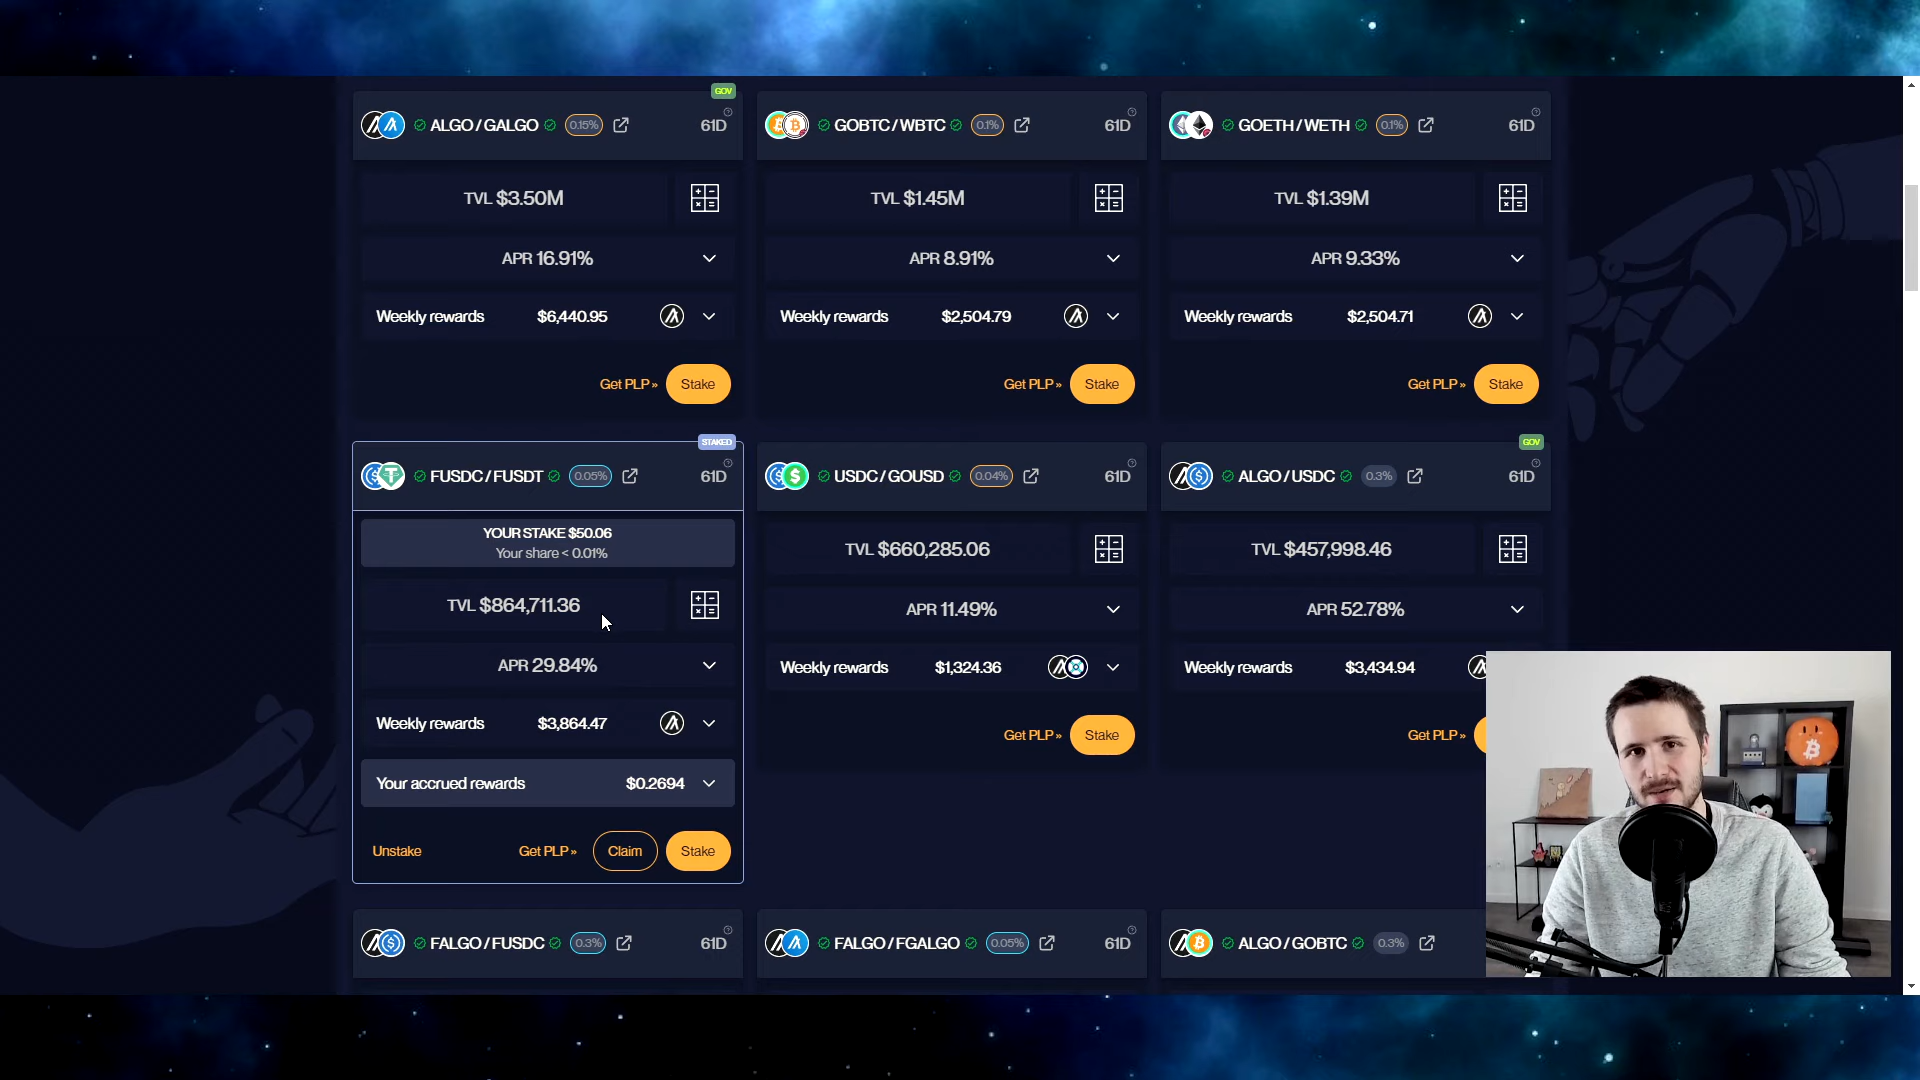 GOV
ALGO / GALGO 0.15% 61D
TVL $3.50M
APR 16.91%
Weekly rewards $6,440.95
Get PLP » Stake
GOBTC / WBTC 0.1% 61D
TVL $1.45M
APR 8.91%
Weekly rewards $2,504.79
Get PLP » Stake
GOETH / WETH 0.1% 61D
TVL $1.39M
APR 9.33%
Weekly rewards $2,504.71
Get PLP » Stake
STAKED
FUSDC / FUSDT 0.05% 61D
YOUR STAKE $50.06
Your share < 0.01%
TVL $864,711.36
APR 29.84%
Weekly rewards $3,864.47
Your accrued rewards $0.2694
Unstake Get PLP » Claim Stake
USDC / GOUSD 0.04% 61D
TVL $660,285.06
APR 11.49%
Weekly rewards $1,324.36
Get PLP » Stake
GOV
ALGO / USDC 0.3% 61D
TVL $457,998.46
APR 52.78%
Weekly rewards $3,434.94
Get PLP »
FALGO / FUSDC 0.3% 61D
FALGO / FGALGO 0.05% 61D
ALGO / GOBTC 0.3%